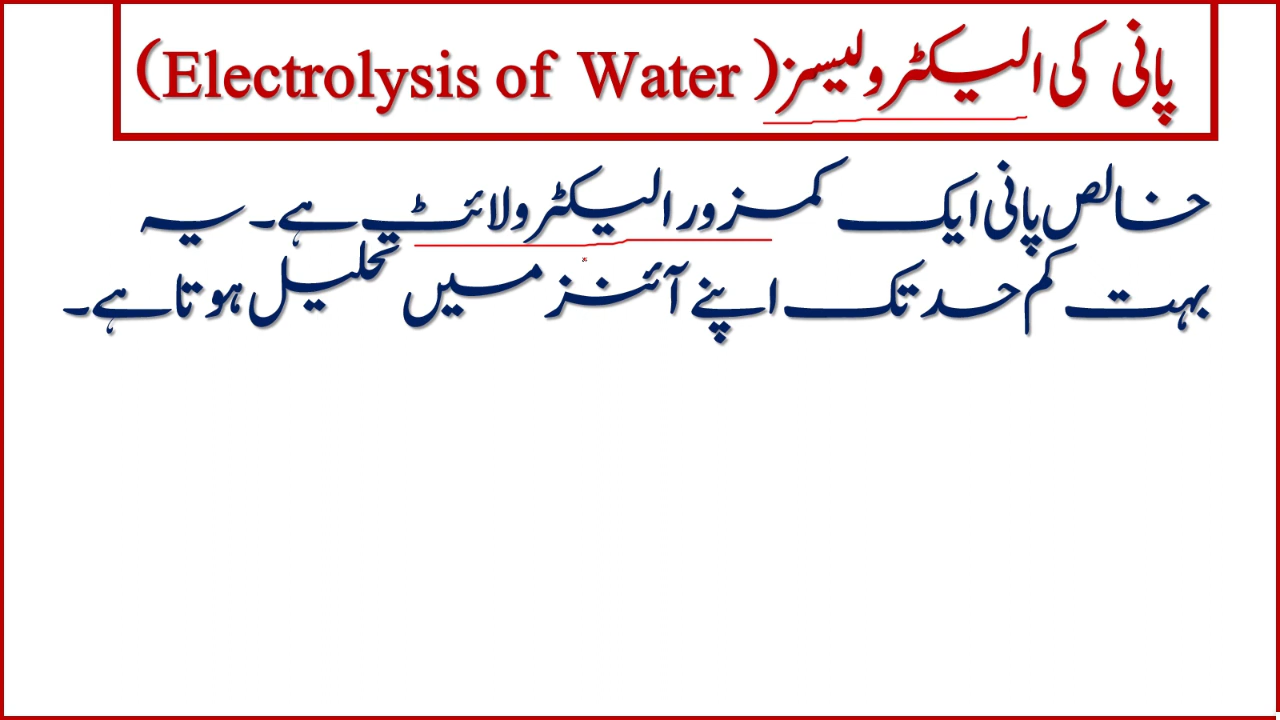 پانی کی الیکٹرولیسز( Electrolysis of Water)
خالص پانی ایک کمزور الیکٹرولائٹ ہے۔ یہ
بہت کم حد تک اپنے آئنز میں تحلیل ہوتا ہے۔